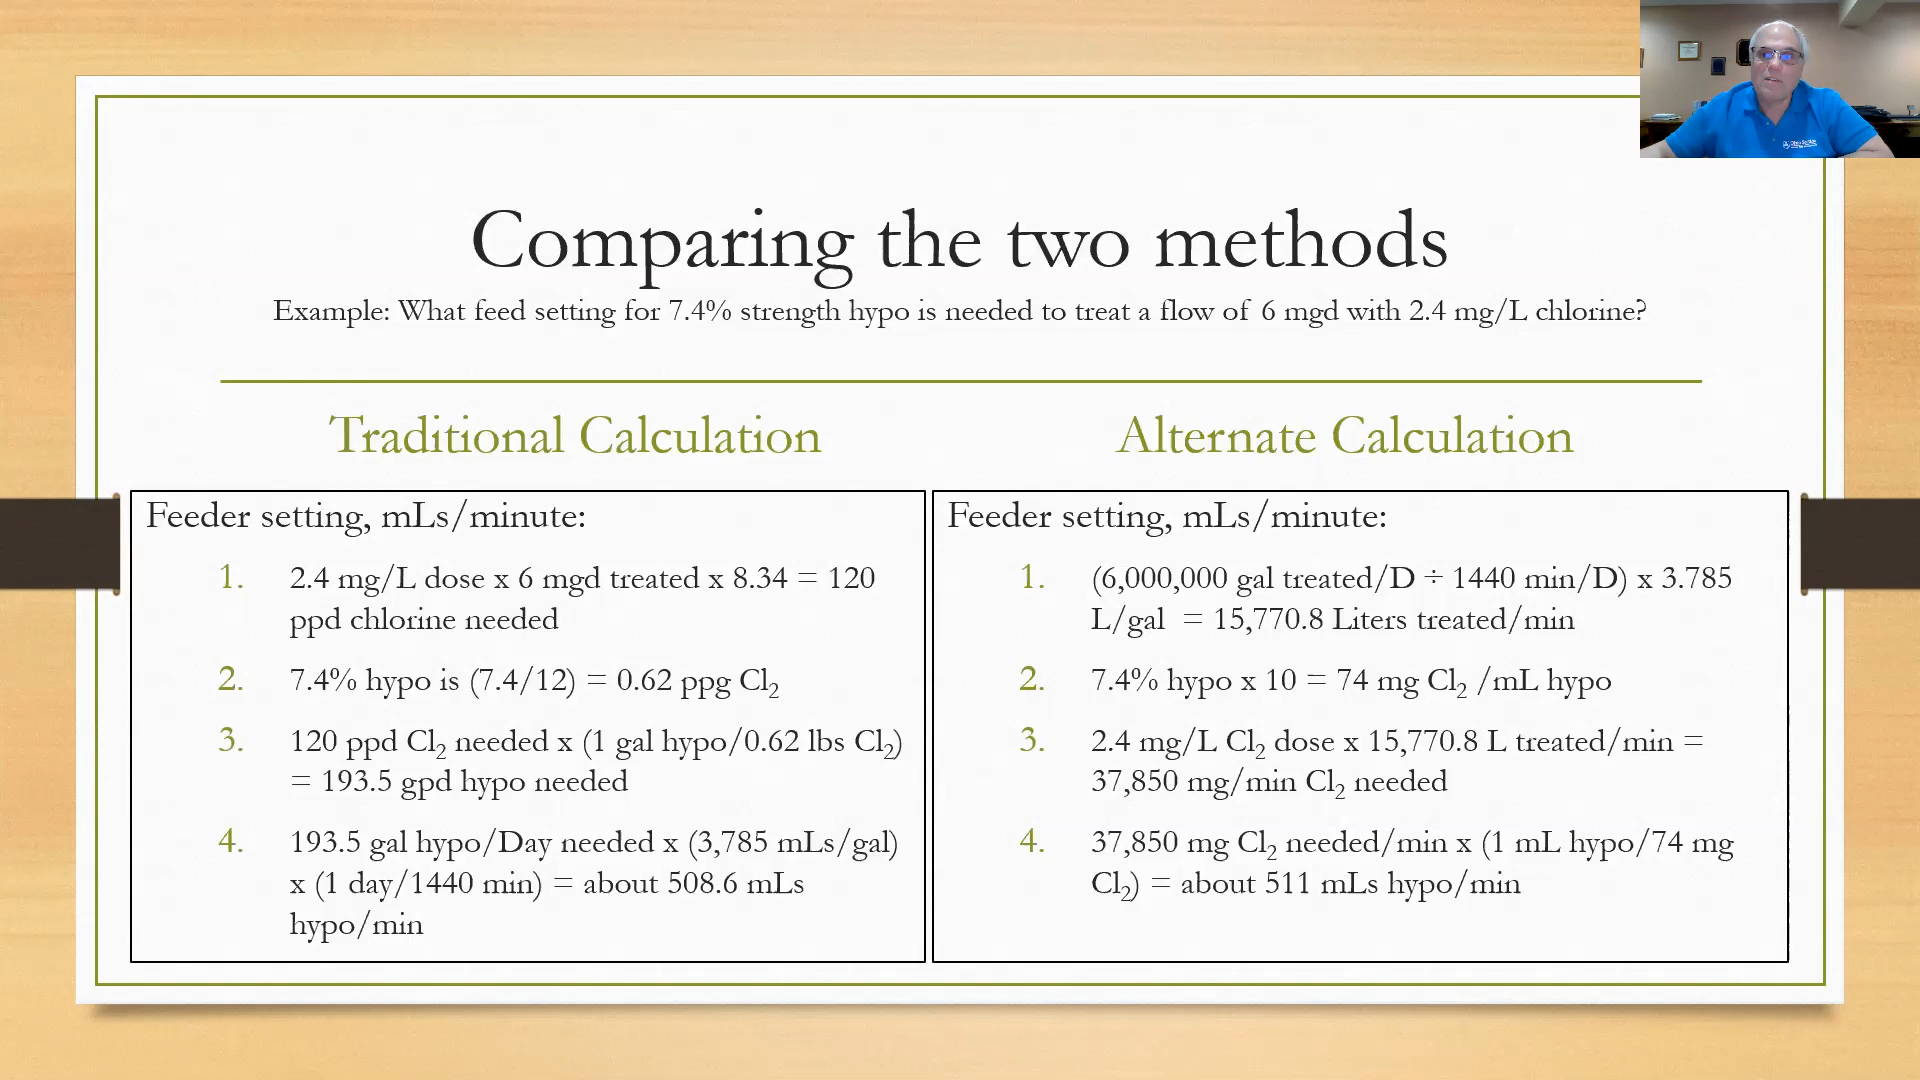 Comparing the two methods
Example: What feed setting for 7.4% strength hypo is needed to treat a flow of 6 mgd with 2.4 mg/L chlorine?
Traditional Calculation
Feeder setting, mLs/minute:
1. 2.4 mg/L dose x 6 mgd treated x 8.34 = 120
ppd chlorine needed
2. 7.4% hypo is (7.4/12) = 0.62 ppg Cl₂
3. 120 ppd Cl₂ needed x (1 gal hypo/0.62 lbs Cl₂)
= 193.5 gpd hypo needed
4. 193.5 gal hypo/Day needed x (3,785 mLs/gal)
x (1 day/1440 min) = about 508.6 mLs
hypo/min
Alternate Calculation
Feeder setting, mLs/minute:
1. (6,000,000 gal treated/D ÷ 1440 min/D) x 3.785
L/gal = 15,770.8 Liters treated/min
2. 7.4% hypo x 10 = 74 mg Cl₂ /mL hypo
3. 2.4 mg/L Cl₂ dose x 15,770.8 L treated/min =
37,850 mg/min Cl₂ needed
4. 37,850 mg Cl₂ needed/min x (1 mL hypo/74 mg
Cl₂) = about 511 mLs hypo/min